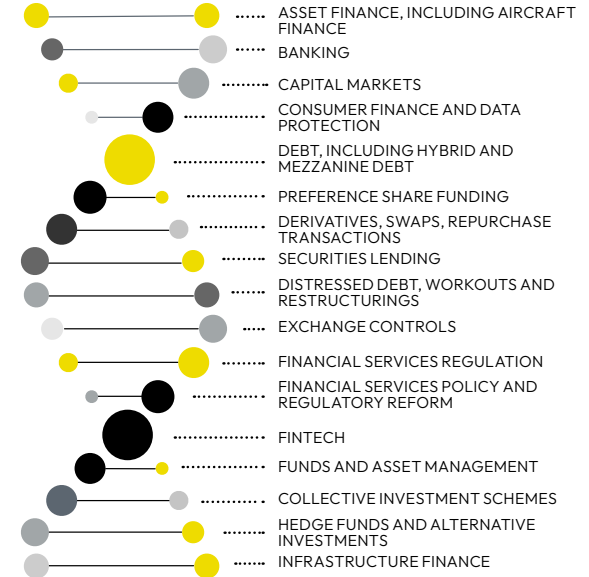 ASSET FINANCE, INCLUDING AIRCRAFT
FINANCE
BANKING
CAPITAL MARKETS
CONSUMER FINANCE AND DATA
PROTECTION
DEBT, INCLUDING HYBRID AND
MEZZANINE DEBT
PREFERENCE SHARE FUNDING
DERIVATIVES, SWAPS, REPURCHASE
TRANSACTIONS
SECURITIES LENDING
DISTRESSED DEBT, WORKOUTS AND
RESTRUCTURINGS
EXCHANGE CONTROLS
FINANCIAL SERVICES REGULATION
FINANCIAL SERVICES POLICY AND
REGULATORY REFORM
FINTECH
FUNDS AND ASSET MANAGEMENT
COLLECTIVE INVESTMENT SCHEMES
HEDGE FUNDS AND ALTERNATIVE
INVESTMENTS
INFRASTRUCTURE FINANCE